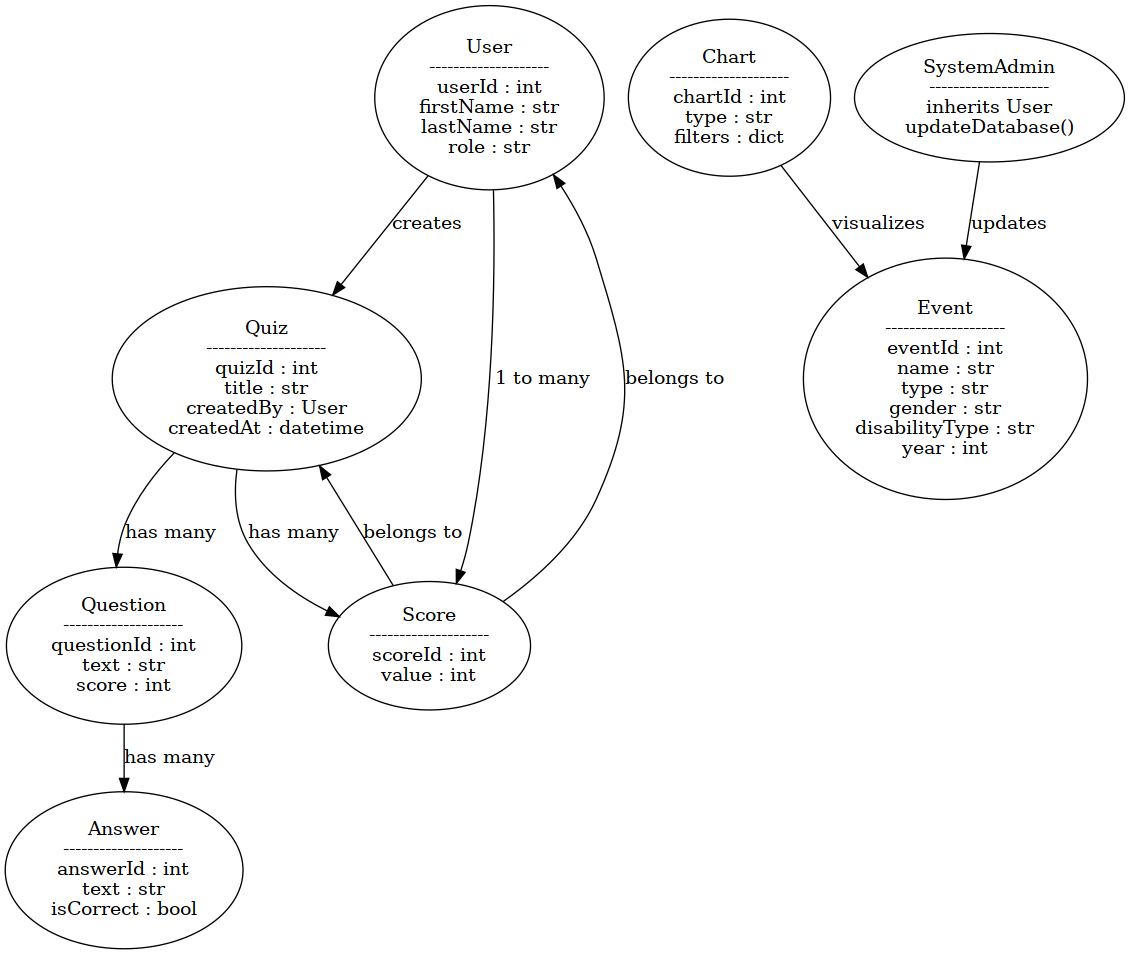 User
--------------------
userId : int
firstName : str
lastName : str
role : str
Chart
--------------------
chartId : int
type : str
filters : dict
SystemAdmin
--------------------
inherits User
updateDatabase()
creates
visualizes
updates
Quiz
--------------------
quizId : int
title : str
createdBy : User
createdAt : datetime
1 to many
belongs to
Event
--------------------
eventId : int
name : str
type : str
gender : str
disabilityType : str
year : int
has many
has many
belongs to
Question
--------------------
questionId : int
text : str
score : int
Score
--------------------
scoreId : int
value : int
has many
Answer
--------------------
answerId : int
text : str
isCorrect : bool